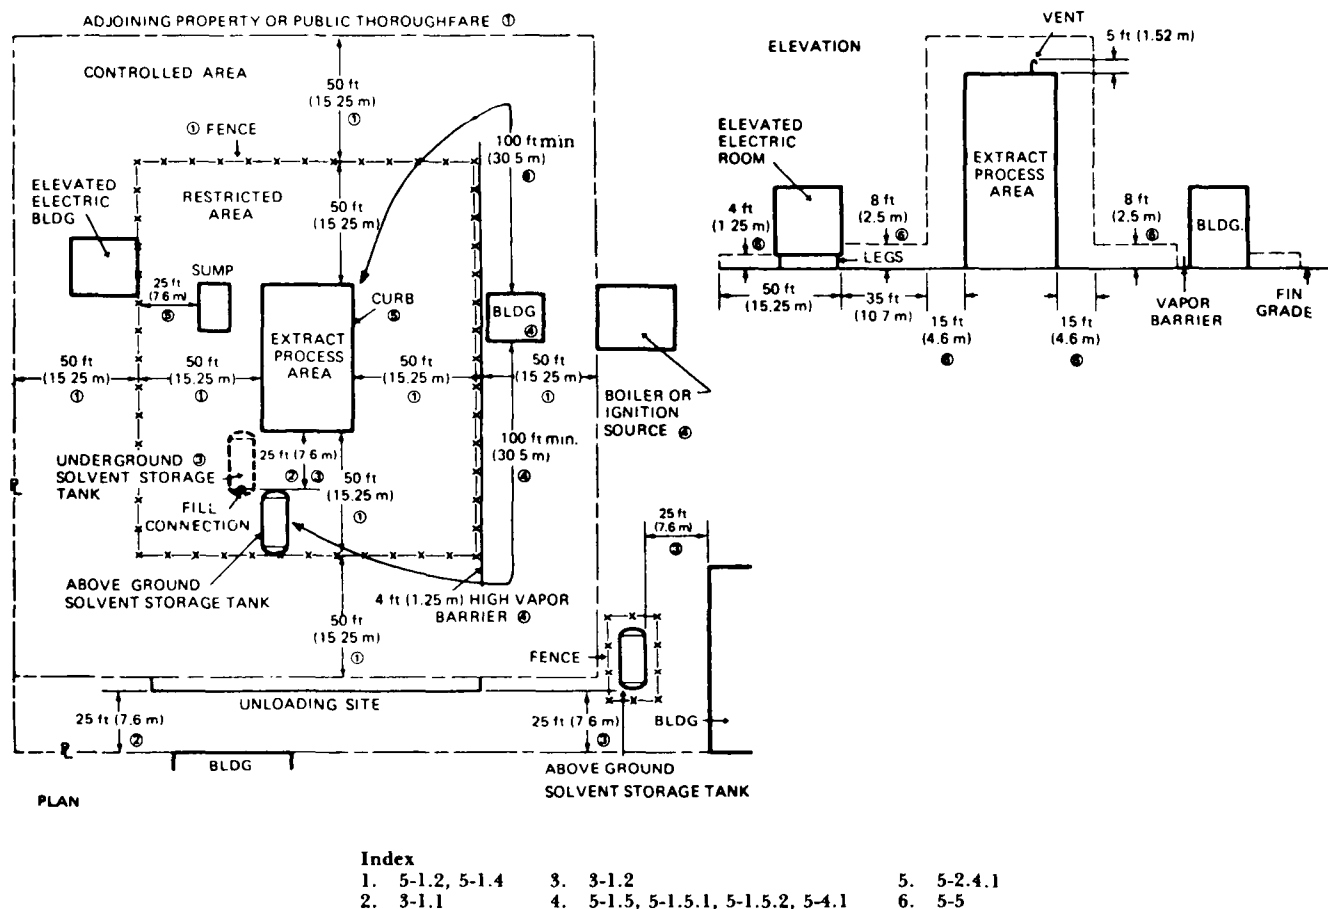 ADJOINING PROPERTY OR PUBLIC THOROUGHFARE ①
CONTROLLED AREA
50 ft
(15.25 m)
①
① FENCE
RESTRICTED
AREA
ELEVATED
ELECTRIC
BLDG
50 ft
(15.25 m)
100 ft min
(30 5 m)
SUMP
25 ft
(7 6 m)
⑤
CURB
⑤
BLDG
④
EXTRACT
PROCESS
AREA
50 ft
(15 25 m)
①
50 ft
(15.25 m)
①
50 ft
(15.25 m)
①
50 ft
(15 25 m)
①
BOILER OR
IGNITION
SOURCE ④
UNDERGROUND ③
SOLVENT STORAGE
TANK
25 ft (7 6 m)
② ③
100 ft min.
(30.5 m)
④
50 ft
(15.25 m)
①
FILL
CONNECTION
ABOVE GROUND
SOLVENT STORAGE TANK
4 ft (1.25 m) HIGH VAPOR
BARRIER ④
25 ft
(7.6 m)
③
50 ft
(15 25 m)
①
FENCE
UNLOADING SITE
25 ft (7.6 m)
②
25 ft (7 6 m)
③
BLDG
BLDG
ABOVE GROUND
SOLVENT STORAGE TANK
PLAN
ELEVATION
VENT
5 ft (1.52 m)
ELEVATED
ELECTRIC
ROOM
EXTRACT
PROCESS
AREA
4 ft
(1 25 m)
⑥
8 ft
(2.5 m)
⑥
8 ft
(2.5 m)
⑥
BLDG.
LEGS
50 ft
(15,25 m)
35 ft
(10 7 m)
15 ft
(4.6 m)
⑥
15 ft
(4.6 m)
⑥
VAPOR
BARRIER
FIN
GRADE
Index
1. 5-1.2, 5-1.4 3. 3-1.2 5. 5-2.4.1
2. 3-1.1 4. 5-1.5, 5-1.5.1, 5-1.5.2, 5-4.1 6. 5-5